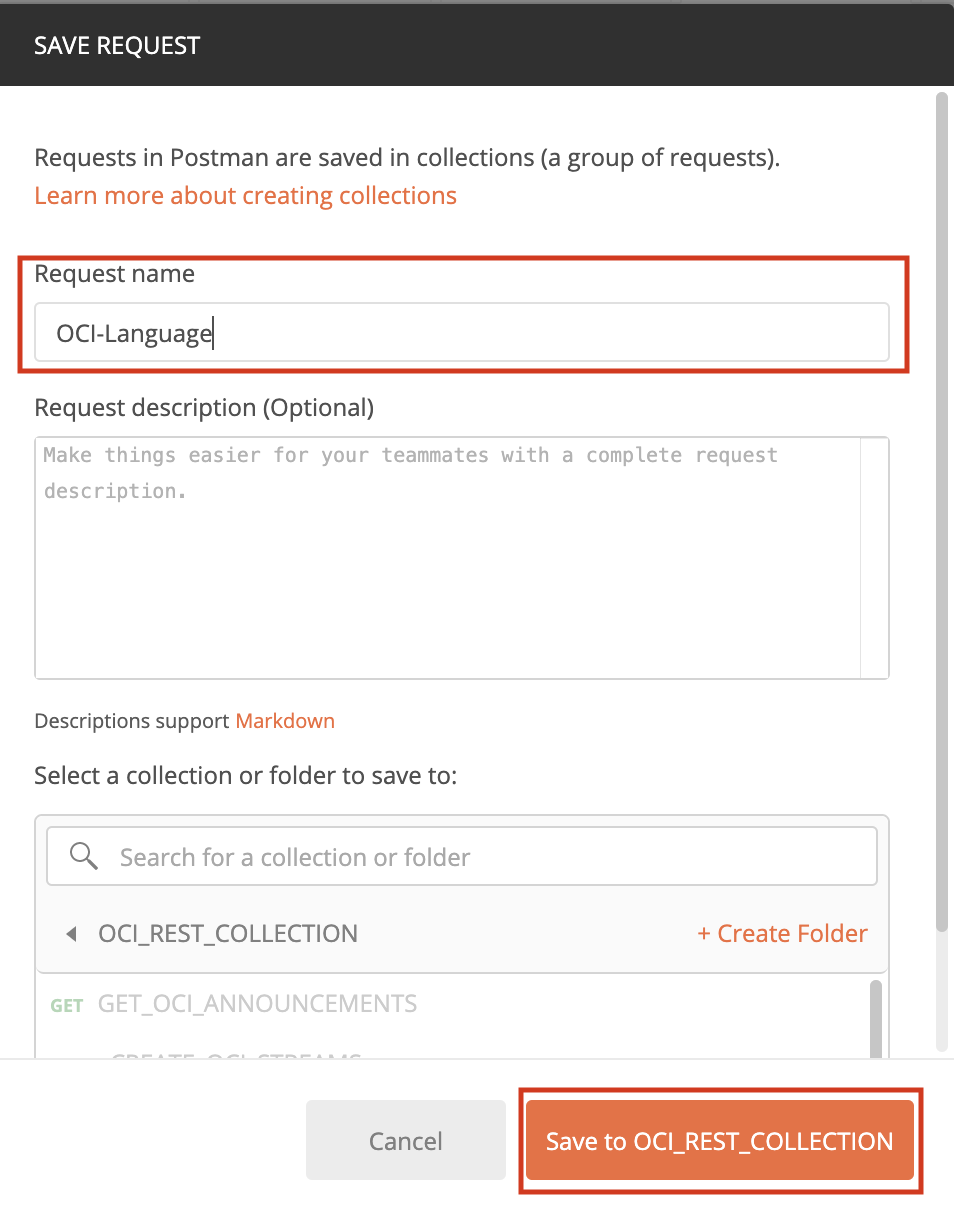 SAVE REQUEST
Requests in Postman are saved in collections (a group of requests).
Learn more about creating collections
Request name
OCI-Language
Request description (Optional)
Make things easier for your teammates with a complete request
description.
Descriptions support Markdown
Select a collection or folder to save to:
Search for a collection or folder
OCI_REST_COLLECTION + Create Folder
GET GET_OCI_ANNOUNCEMENTS
CREATE_OCI_STREAMS
Cancel Save to OCI_REST_COLLECTION